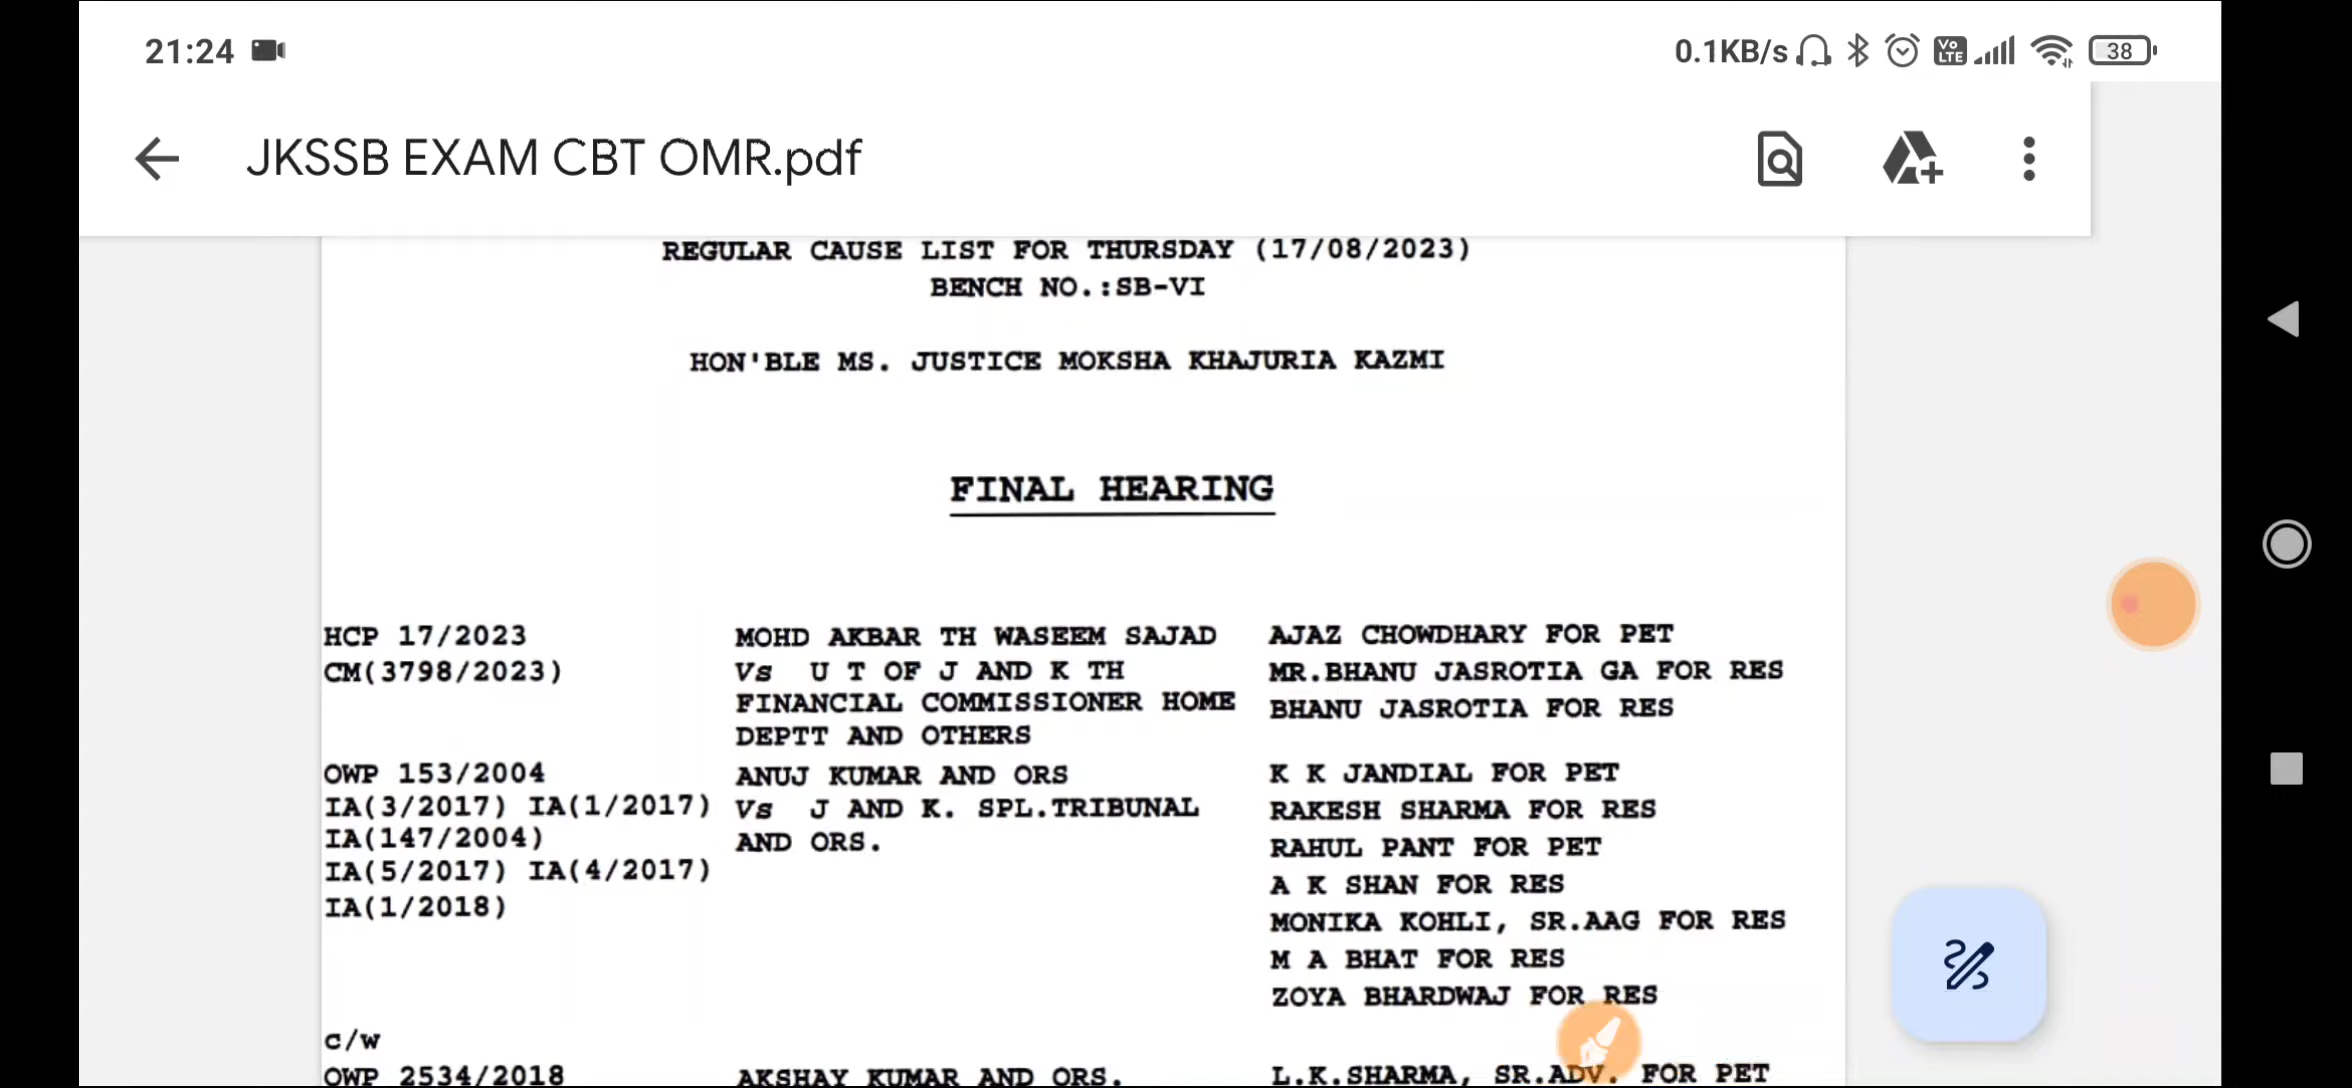 21:24
0.1KB/s
Vo LTE
38
JKSSB EXAM CBT OMR.pdf
REGULAR CAUSE LIST FOR THURSDAY (17/08/2023)
BENCH NO.:SB-VI
HON'BLE MS. JUSTICE MOKSHA KHAJURIA KAZMI
FINAL HEARING
HCP 17/2023 MOHD AKBAR TH WASEEM SAJAD AJAZ CHOWDHARY FOR PET
CM(3798/2023) Vs U T OF J AND K TH MR.BHANU JASROTIA GA FOR RES
FINANCIAL COMMISSIONER HOME BHANU JASROTIA FOR RES
DEPTT AND OTHERS
OWP 153/2004 ANUJ KUMAR AND ORS K K JANDIAL FOR PET
IA(3/2017) IA(1/2017) Vs J AND K. SPL.TRIBUNAL RAKESH SHARMA FOR RES
IA(147/2004) AND ORS. RAHUL PANT FOR PET
IA(5/2017) IA(4/2017) A K SHAN FOR RES
IA(1/2018) MONIKA KOHLI, SR.AAG FOR RES
M A BHAT FOR RES
ZOYA BHARDWAJ FOR RES
c/w
OWP 2534/2018 AKSHAY KUMAR AND ORS. L.K.SHARMA, SR.ADV. FOR PET